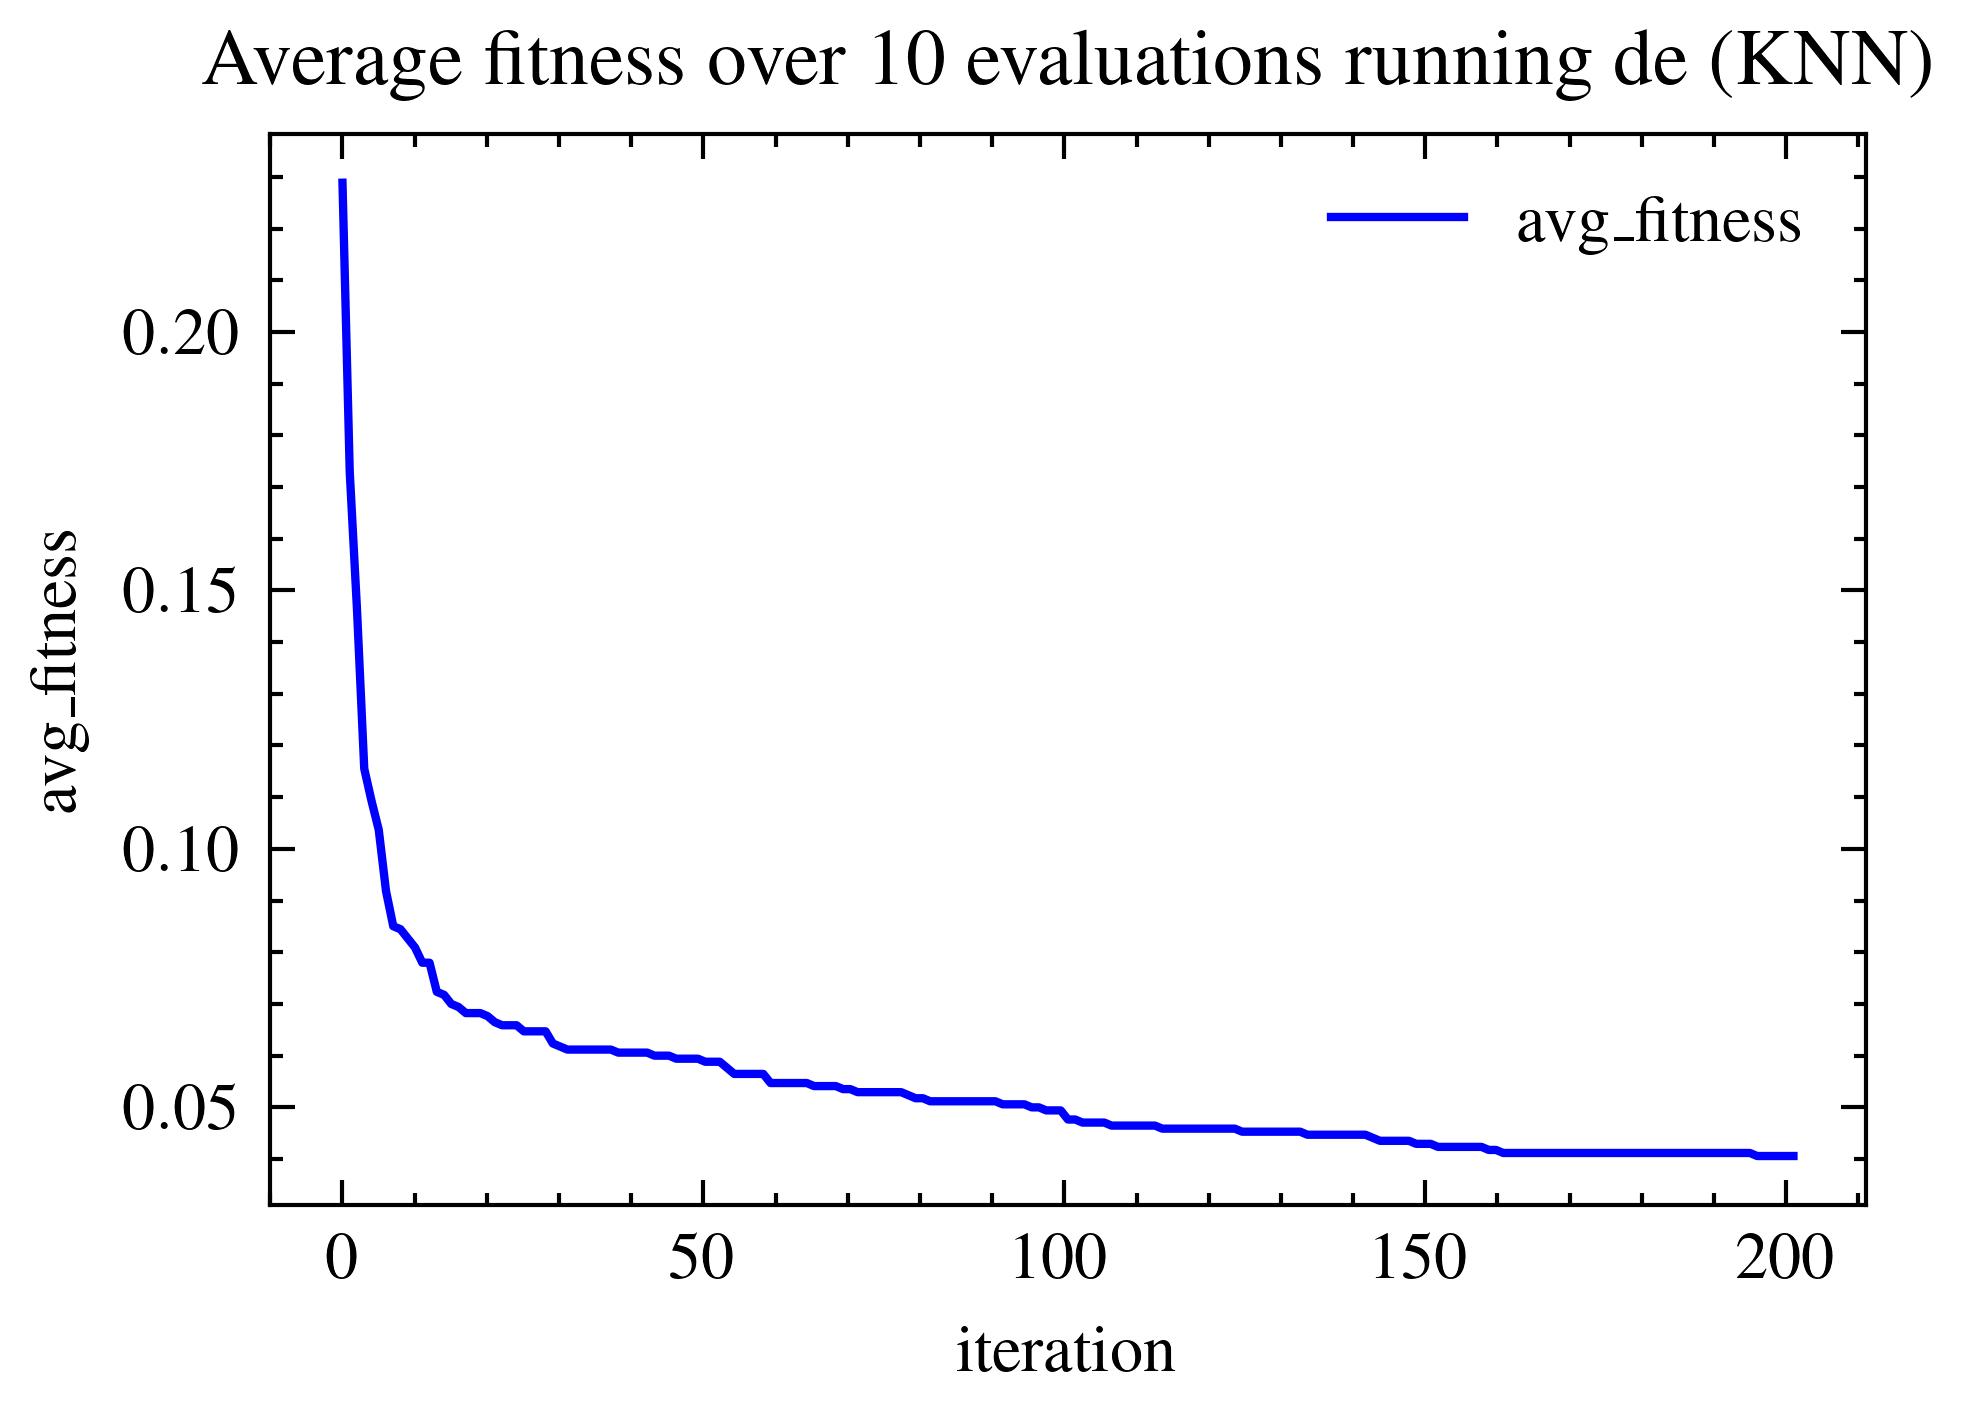 Average fitness over 10 evaluations running de (KNN)
avg_fitness
0.20
0.15
0.10
0.05
avg_fitness
0 50 100 150 200
iteration